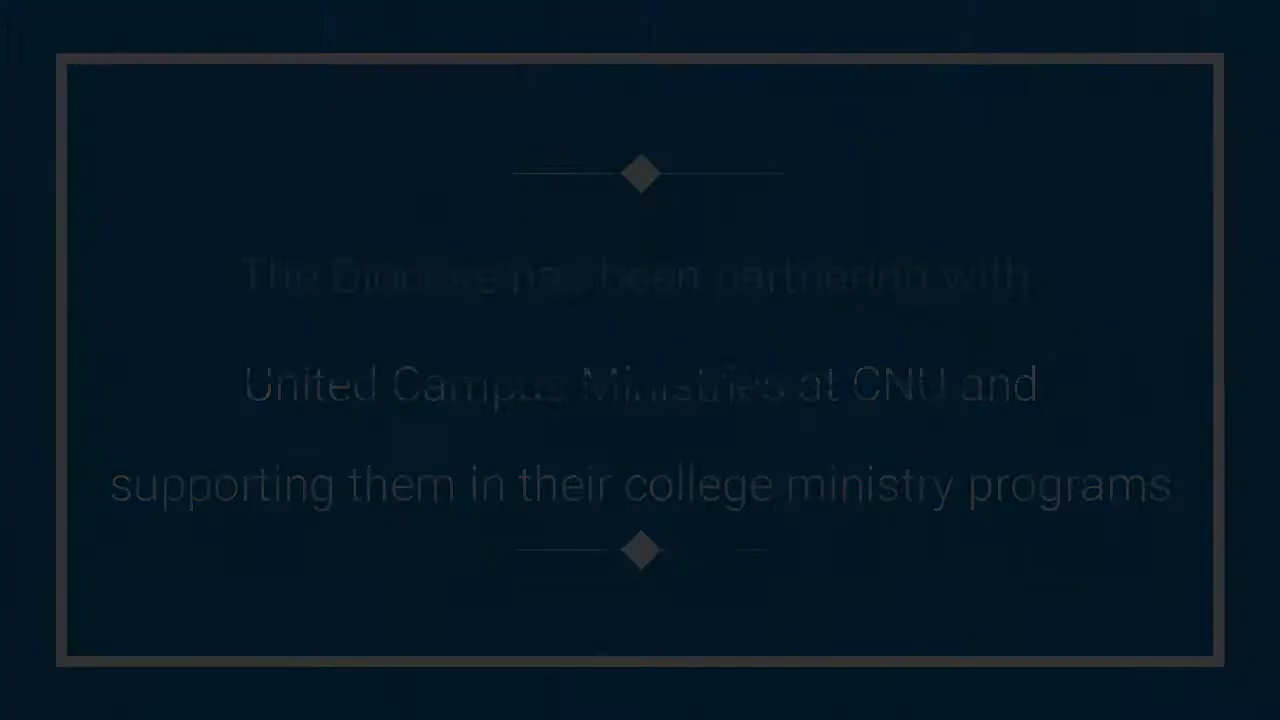 The Diocese has been partnering with
United Campus Ministries at CNU and
supporting them in their college ministry programs